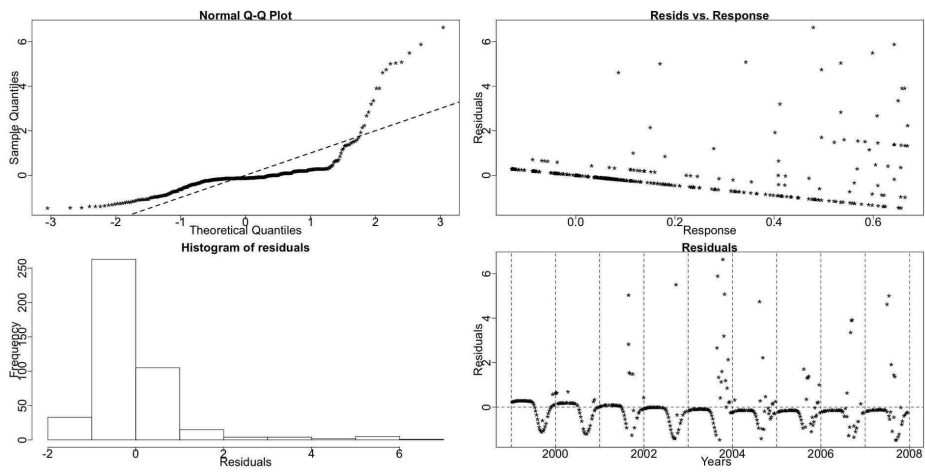 Normal Q-Q Plot
Sample Quantiles
0 2 4 6
-3 -2 -1 0 1 2 3
Theoretical Quantiles
Resids vs. Response
Residuals
0 2 4 6
0.0 0.2 0.4 0.6
Response
Histogram of residuals
Frequency
0 50 100 150 200 250
-2 0 2 4 6
Residuals
Residuals
Residuals
0 2 4 6
2000 2002 2004 2006 2008
Years